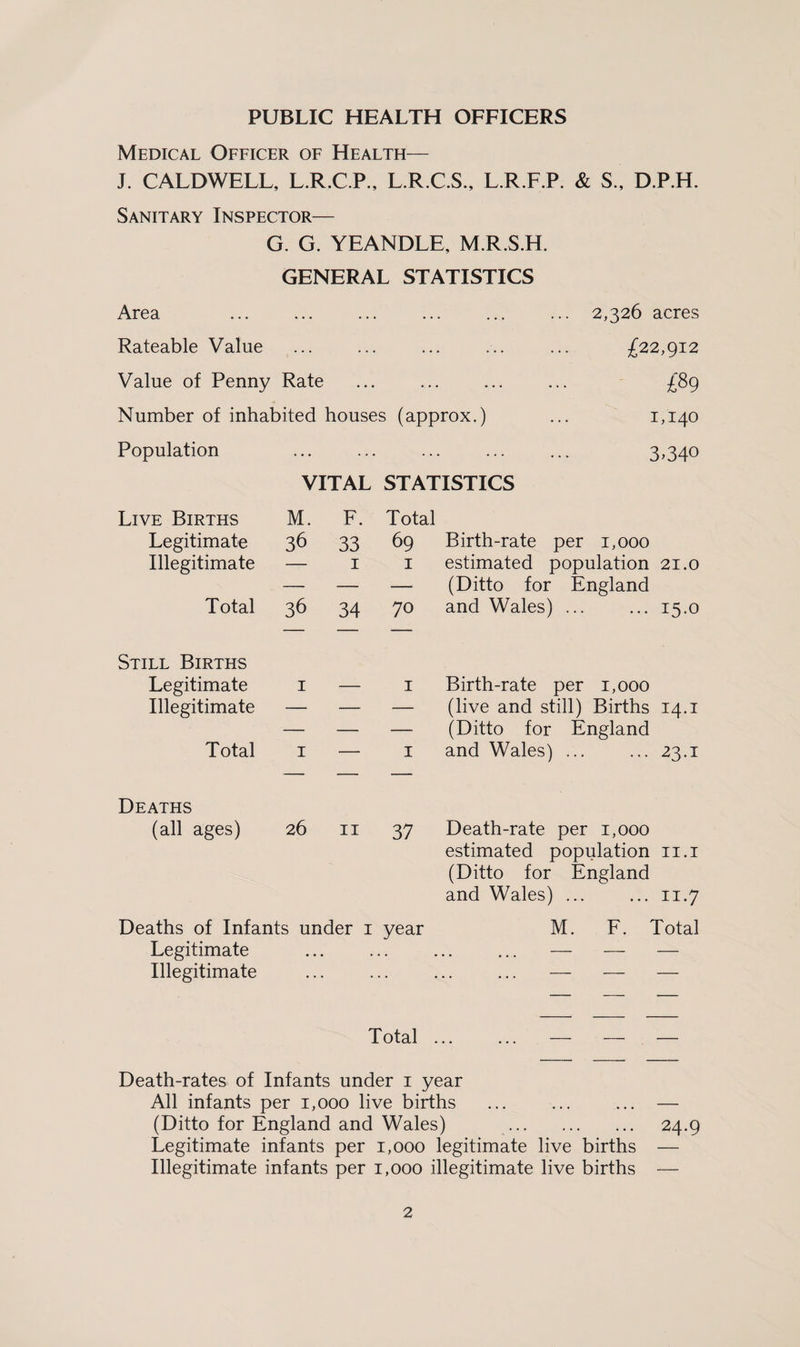 PUBLIC HEALTH OFFICERS
Medical Officer of Health—
J. CALDWELL, L.R.C.P., L.R.C.S., L.R.F.P. & S., D.P.H.
Sanitary Inspector—
G. G. YEANDLE, M.R.S.H.
GENERAL STATISTICS
Area ... ... ... ... ... ... 2,326 acres
Rateable Value ... ... ... ... ... £22,912
Value of Penny Rate ... ... ... ... £89
Number of inhabited houses (approx.) ... 1,140
Population ... ... ... ... ... 3,340
VITAL STATISTICS
Live Births M. F. Total
Legitimate 36 33 69 Birth-rate per 1,000
Illegitimate — 1 1 estimated population 21.0
— — — (Ditto for England
Total 36 34 70 and Wales) ... ... 15.0
— — —
Still Births
Legitimate 1 — 1 Birth-rate per 1,000
Illegitimate — — — (live and still) Births 14.1
— — — (Ditto for England
Total 1 — 1 and Wales) ... ... 23.1
— — —
Deaths
(all ages) 26 11 37 Death-rate per 1,000
estimated population 11.1
(Ditto for England
and Wales) ... ... 11.7
Deaths of Infants under 1 year M. F. Total
Legitimate ... ... ... ... — — —
Illegitimate ... ... ... ... — — —
— — —
Total ... ... — — —
Death-rates of Infants under 1 year
All infants per 1,000 live births ... ... ... —
(Ditto for England and Wales) ... ... ... 24.9
Legitimate infants per 1,000 legitimate live births —
Illegitimate infants per 1,000 illegitimate live births —
2